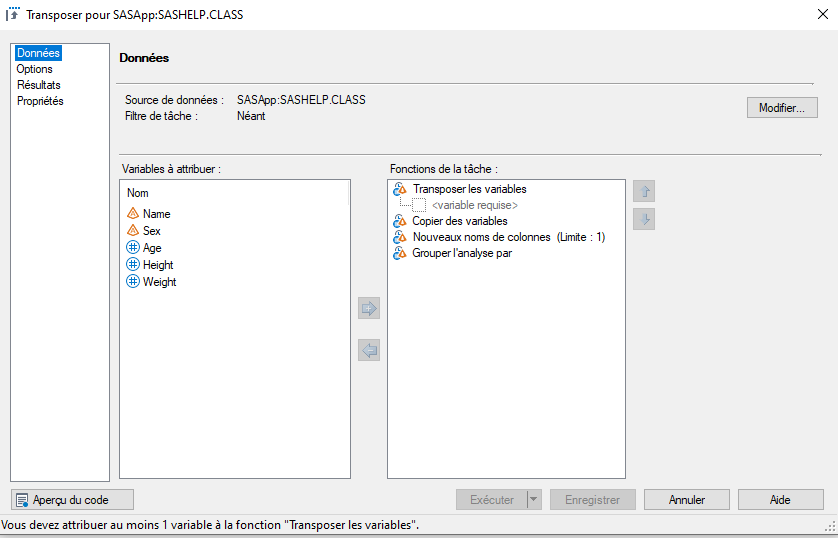 Transposer pour SASApp:SASHELP.CLASS
Données
Options
Résultats
Propriétés
Données
Source de données : SASApp:SASHELP.CLASS
Filtre de tâche : Néant
Modifier...
Variables à attribuer :
Nom
Name
Sex
Age
Height
Weight
Fonctions de la tâche :
Transposer les variables
<variable requise>
Copier des variables
Nouveaux noms de colonnes (Limite : 1)
Grouper l'analyse par
Aperçu du code
Exécuter
Enregistrer
Annuler
Aide
Vous devez attribuer au moins 1 variable à la fonction "Transposer les variables".